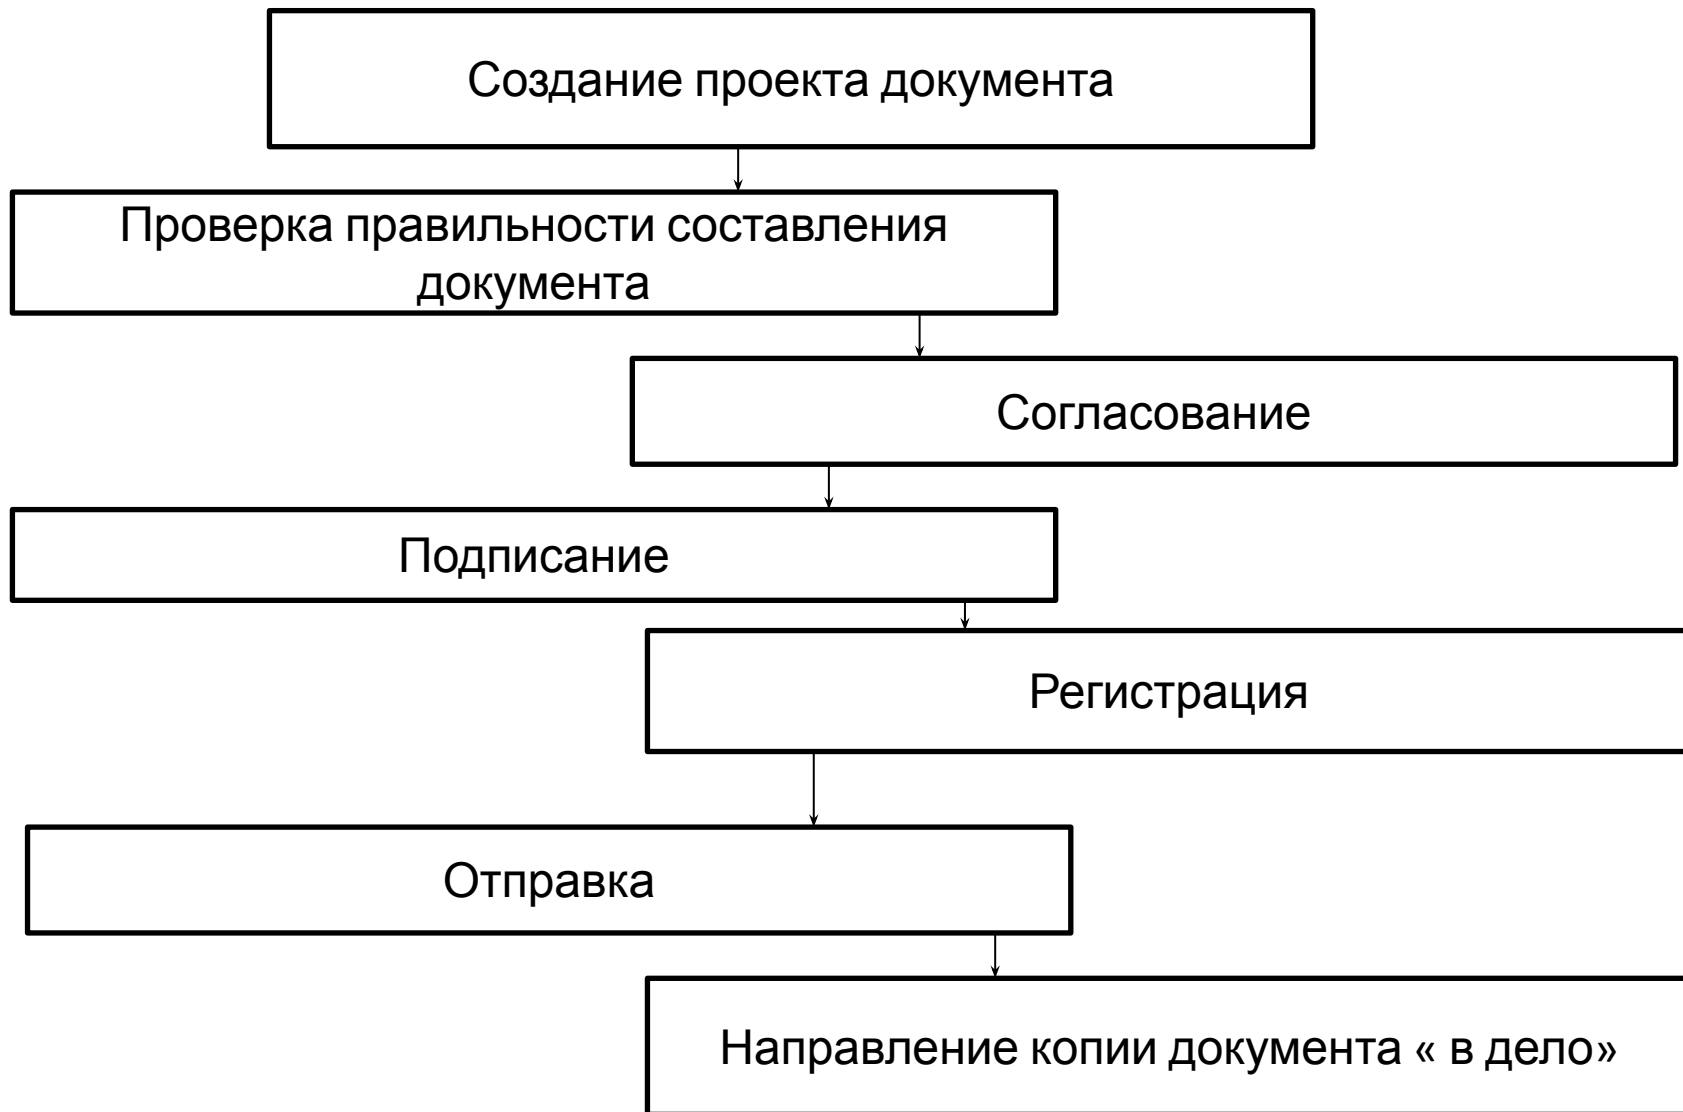 Создание проекта документа
Проверка правильности составления
документа
Согласование
Подписание
Регистрация
Отправка
Направление копии документа « в дело»